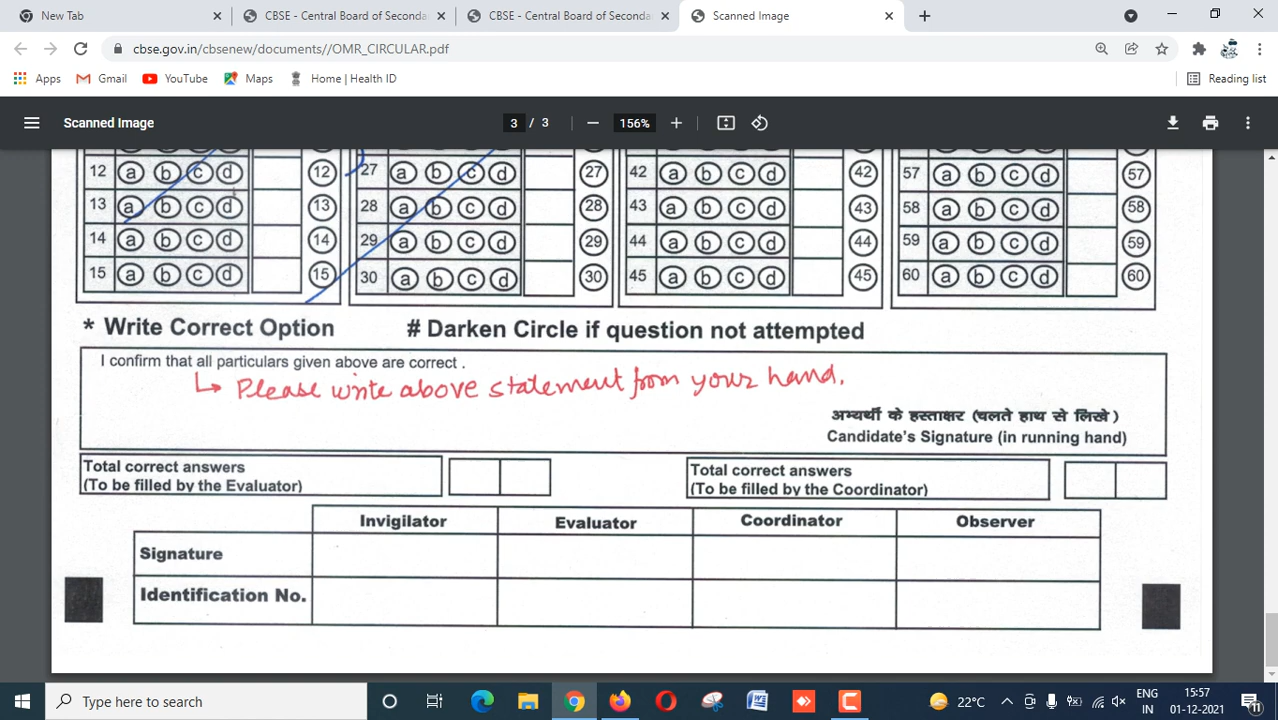 New Tab
CBSE - Central Board of Seconda
CBSE - Central Board of Seconda
Scanned Image
cbse.gov.in/cbsenew/documents//OMR_CIRCULAR.pdf
Apps Gmail YouTube Maps Home | Health ID Reading list
Scanned Image 3 / 3 156%
12 a b c d 12 27 a b c d 27 42 a b c d 42 57 a b c d 57
13 a b c d 13 28 a b c d 28 43 a b c d 43 58 a b c d 58
14 a b c d 14 29 a b c d 29 44 a b c d 44 59 a b c d 59
15 a b c d 15 30 a b c d 30 45 a b c d 45 60 a b c d 60
* Write Correct Option # Darken Circle if question not attempted
I confirm that all particulars given above are correct .
Please write above statement from your hand.
अभ्यर्थी के हस्ताक्षर (चलते हाथ से लिखे)
Candidate's Signature (in running hand)
Total correct answers
(To be filled by the Evaluator)
Total correct answers
(To be filled by the Coordinator)
Invigilator Evaluator Coordinator Observer
Signature
Identification No.
Type here to search
22°C
ENG
IN
15:57
01-12-2021
11